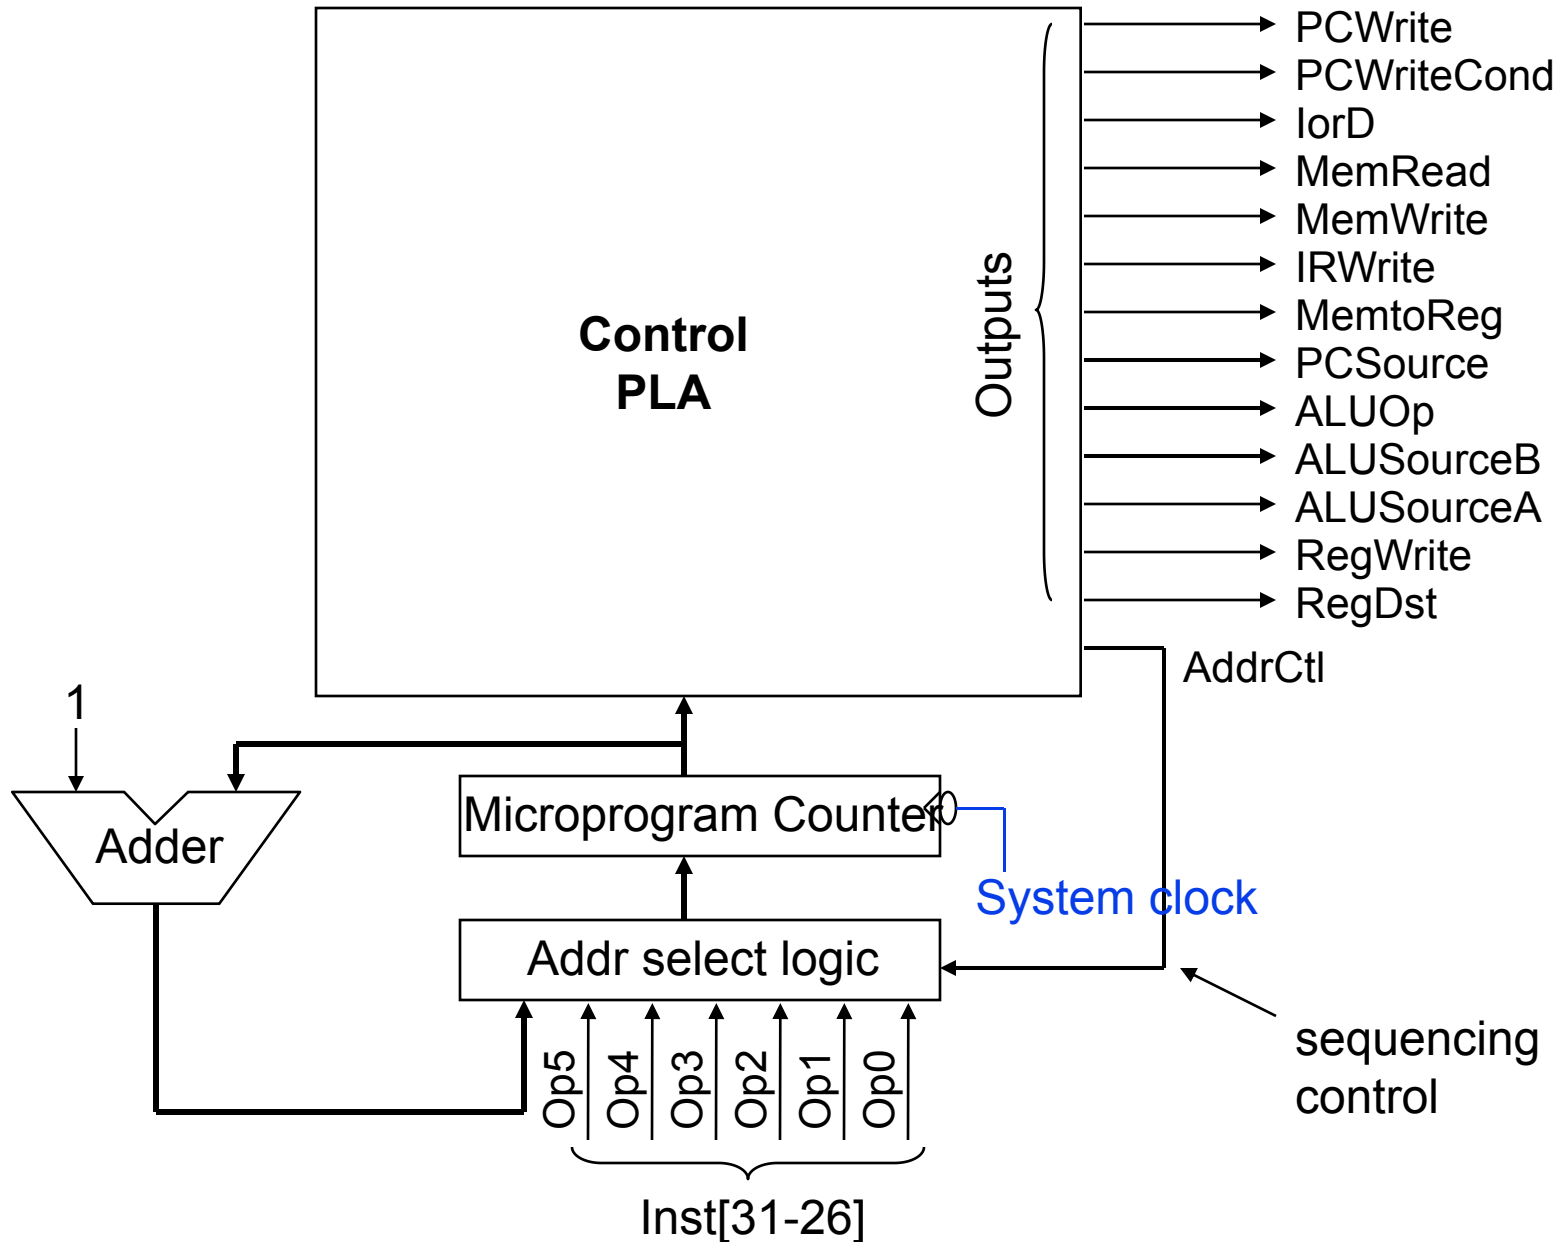 PCWrite
PCWriteCond
IorD
MemRead
MemWrite
IRWrite
MemtoReg
PCSource
ALUOp
ALUSourceB
ALUSourceA
RegWrite
RegDst
Outputs
Control
PLA
AddrCtl
1
Adder
Microprogram Counter
System clock
Addr select logic
Op5
Op4
Op3
Op2
Op1
Op0
sequencing
control
Inst[31-26]